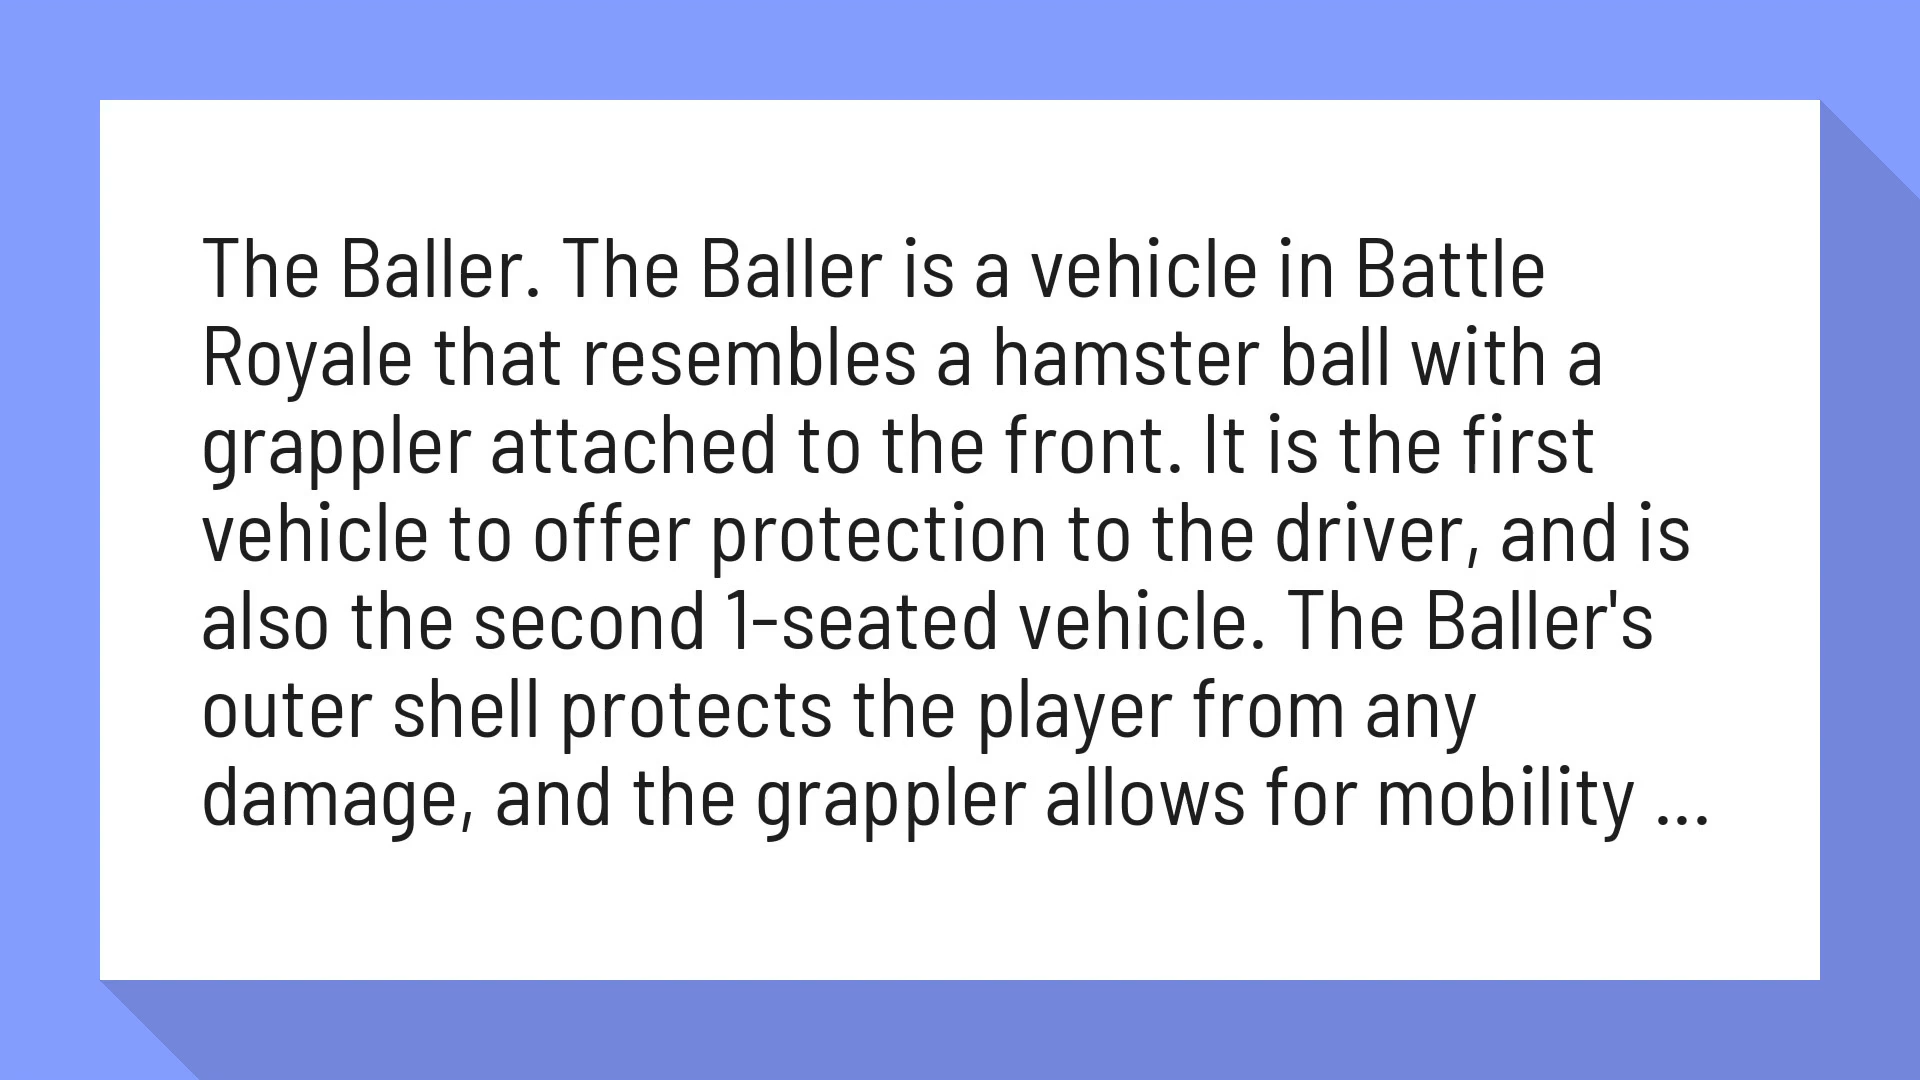 The Baller. The Baller is a vehicle in Battle
Royale that resembles a hamster ball with a
grappler attached to the front. It is the first
vehicle to offer protection to the driver, and is
also the second 1-seated vehicle. The Baller's
outer shell protects the player from any
damage, and the grappler allows for mobility ...